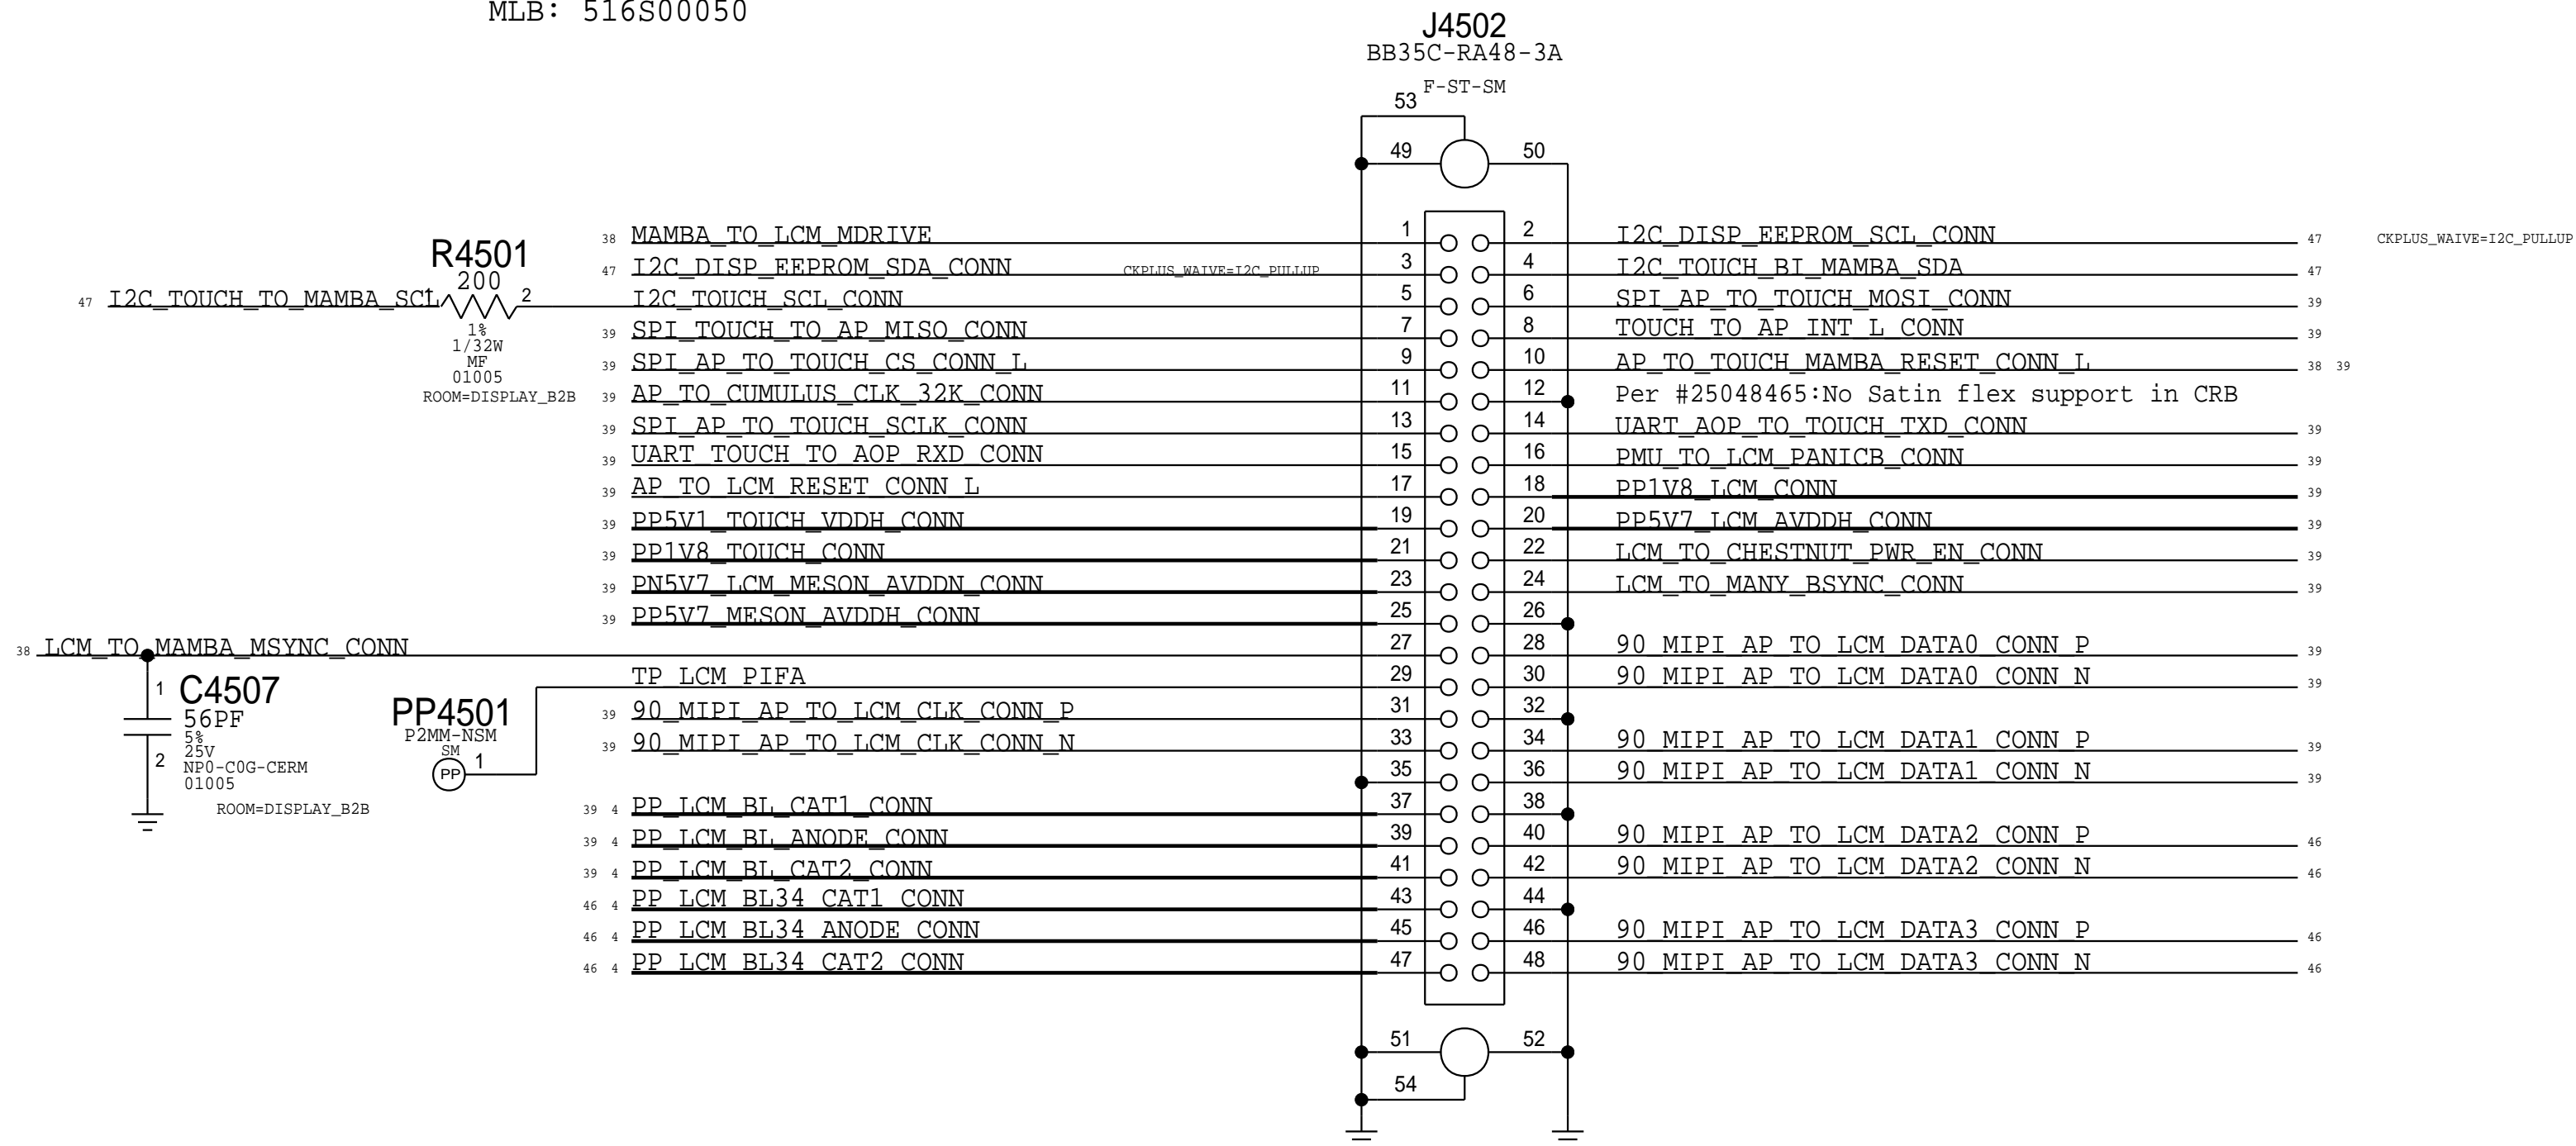 MLB: 516S00050
J4502
BB35C-RA48-3A
F-ST-SM
53
49 50
38 MAMBA_TO_LCM_MDRIVE 1 2 I2C_DISP_EEPROM_SCL_CONN 47 CKPLUS_WAIVE=I2C_PULLUP
47 I2C_DISP_EEPROM_SDA_CONN CKPLUS_WAIVE=I2C_PULLUP 3 4 I2C_TOUCH_BI_MAMBA_SDA 47
R4501
200
47 I2C_TOUCH_TO_MAMBA_SCL 1 2 I2C_TOUCH_SCL_CONN 5 6 SPI_AP_TO_TOUCH_MOSI_CONN 39
1%
1/32W
MF
01005
ROOM=DISPLAY_B2B
39 SPI_TOUCH_TO_AP_MISO_CONN 7 8 TOUCH_TO_AP_INT_L_CONN 39
39 SPI_AP_TO_TOUCH_CS_CONN_L 9 10 AP_TO_TOUCH_MAMBA_RESET_CONN_L 38 39
39 AP_TO_CUMULUS_CLK_32K_CONN 11 12 Per #25048465:No Satin flex support in CRB
39 SPI_AP_TO_TOUCH_SCLK_CONN 13 14 UART_AOP_TO_TOUCH_TXD_CONN 39
39 UART_TOUCH_TO_AOP_RXD_CONN 15 16 PMU_TO_LCM_PANICB_CONN 39
39 AP_TO_LCM_RESET_CONN_L 17 18 PP1V8_LCM_CONN 39
39 PP5V1_TOUCH_VDDH_CONN 19 20 PP5V7_LCM_AVDDH_CONN 39
39 PP1V8_TOUCH_CONN 21 22 LCM_TO_CHESTNUT_PWR_EN_CONN 39
39 PN5V7_LCM_MESON_AVDDN_CONN 23 24 LCM_TO_MANY_BSYNC_CONN 39
39 PP5V7_MESON_AVDDH_CONN 25 26
38 LCM_TO_MAMBA_MSYNC_CONN 27 28 90_MIPI_AP_TO_LCM_DATA0_CONN_P 39
TP_LCM_PIFA 29 30 90_MIPI_AP_TO_LCM_DATA0_CONN_N 39
1 C4507
56PF
5%
25V
2 NP0-C0G-CERM
01005
ROOM=DISPLAY_B2B
PP4501
P2MM-NSM
SM
PP 1
39 90_MIPI_AP_TO_LCM_CLK_CONN_P 31 32
39 90_MIPI_AP_TO_LCM_CLK_CONN_N 33 34 90_MIPI_AP_TO_LCM_DATA1_CONN_P 39
35 36 90_MIPI_AP_TO_LCM_DATA1_CONN_N 39
39 4 PP_LCM_BL_CAT1_CONN 37 38
39 4 PP_LCM_BL_ANODE_CONN 39 40 90_MIPI_AP_TO_LCM_DATA2_CONN_P 46
39 4 PP_LCM_BL_CAT2_CONN 41 42 90_MIPI_AP_TO_LCM_DATA2_CONN_N 46
46 4 PP_LCM_BL34_CAT1_CONN 43 44
46 4 PP_LCM_BL34_ANODE_CONN 45 46 90_MIPI_AP_TO_LCM_DATA3_CONN_P 46
46 4 PP_LCM_BL34_CAT2_CONN 47 48 90_MIPI_AP_TO_LCM_DATA3_CONN_N 46
51 52
54